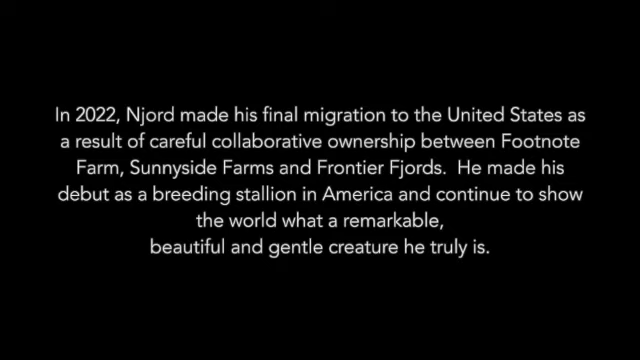 In 2022, Njord made his final migration to the United States as
a result of careful collaborative ownership between Footnote
Farm, Sunnyside Farms and Frontier Fjords.  He made his
debut as a breeding stallion in America and continue to show
the world what a remarkable,
beautiful and gentle creature he truly is.